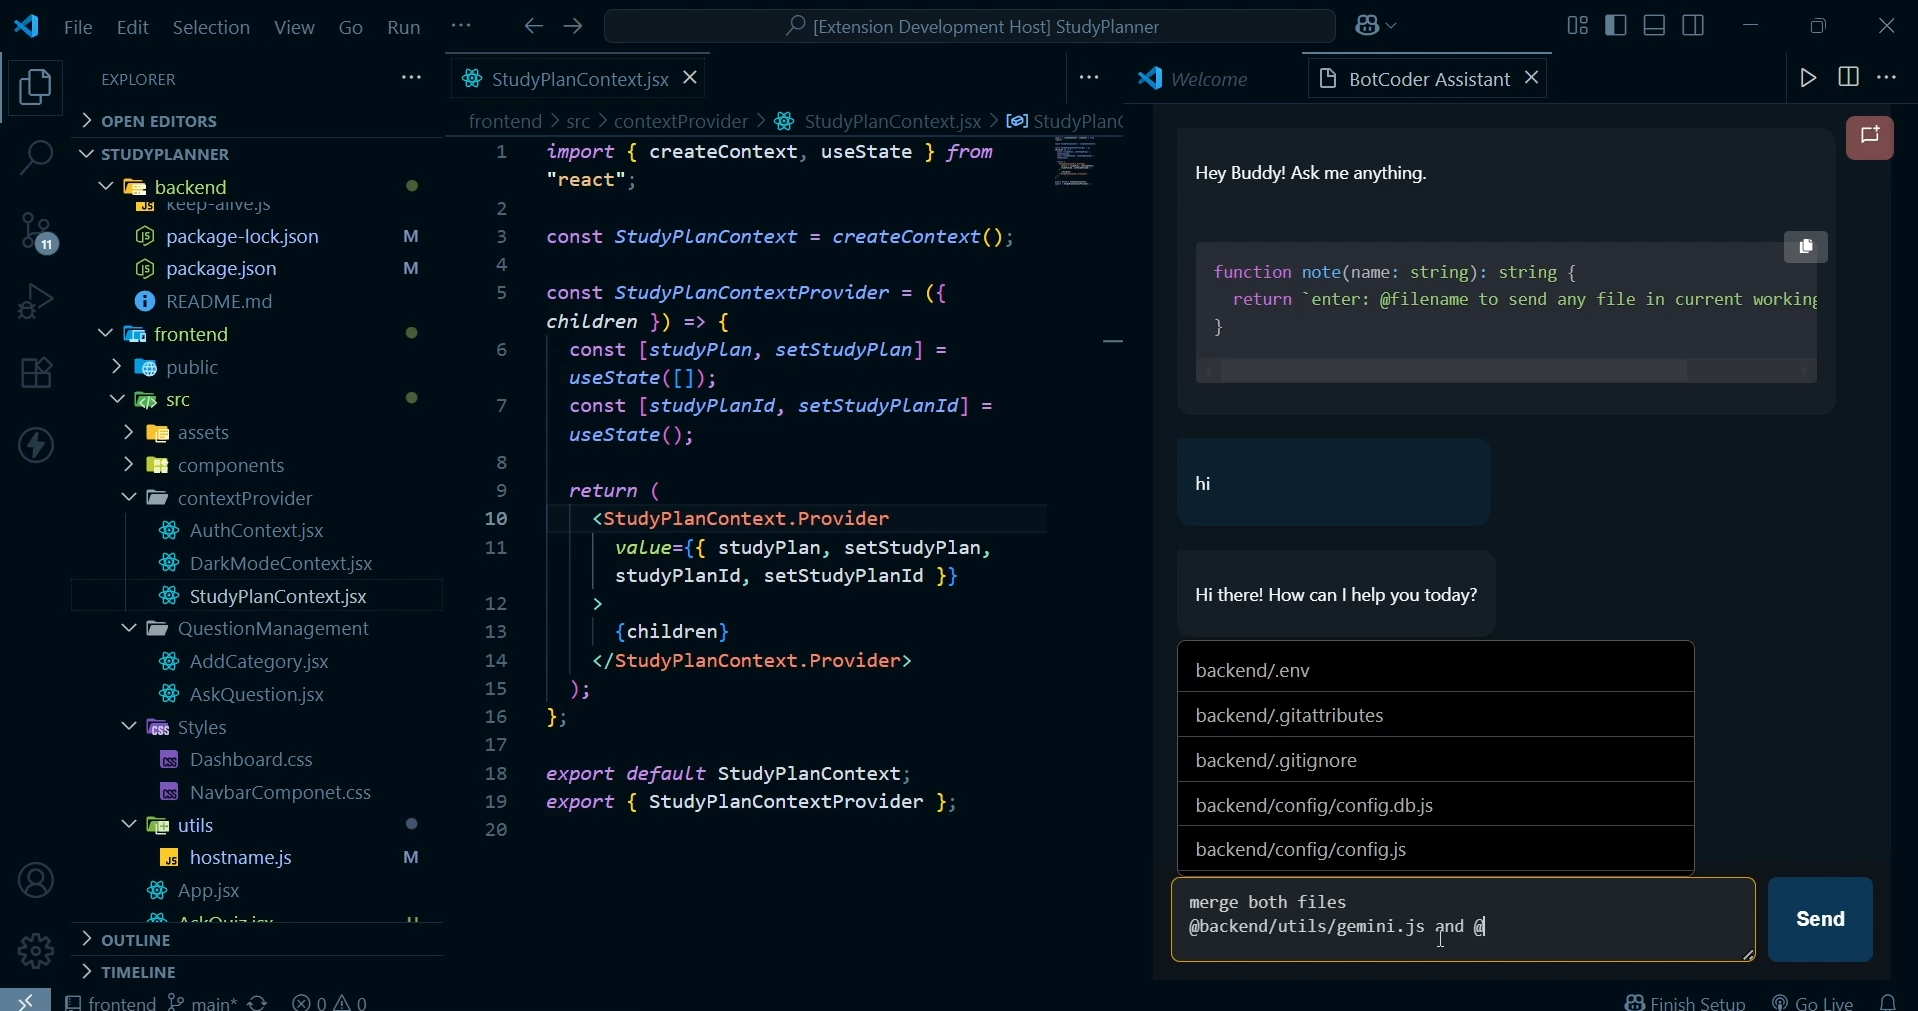 File Edit Selection View Go Run ···
[Extension Development Host] StudyPlanner
EXPLORER
OPEN EDITORS
STUDYPLANNER
backend
keep-alive.js
package-lock.json M
package.json M
README.md
frontend
public
src
assets
components
contextProvider
AuthContext.jsx
DarkModeContext.jsx
StudyPlanContext.jsx
QuestionManagement
AddCategory.jsx
AskQuestion.jsx
Styles
Dashboard.css
NavbarComponet.css
utils
hostname.js M
App.jsx
AskQuiz.jsx U
OUTLINE
TIMELINE
11
StudyPlanContext.jsx
frontend > src > contextProvider > StudyPlanContext.jsx > StudyPlanC
1 import { createContext, useState } from
"react";
2
3 const StudyPlanContext = createContext();
4
5 const StudyPlanContextProvider = ({
children }) => {
6 const [studyPlan, setStudyPlan] =
useState([]);
7 const [studyPlanId, setStudyPlanId] =
useState();
8
9 return (
10 <StudyPlanContext.Provider
11 value={{ studyPlan, setStudyPlan,
studyPlanId, setStudyPlanId }}
12 >
13 {children}
14 </StudyPlanContext.Provider>
15 );
16 };
17
18 export default StudyPlanContext;
19 export { StudyPlanContextProvider };
20
Welcome
BotCoder Assistant
Hey Buddy! Ask me anything.
function note(name: string): string {
return `enter: @filename to send any file in current working
}
hi
Hi there! How can I help you today?
backend/.env
backend/.gitattributes
backend/.gitignore
backend/config/config.db.js
backend/config/config.js
merge both files
@backend/utils/gemini.js and @
Send
frontend main* 0 0
Finish Setup Go Live